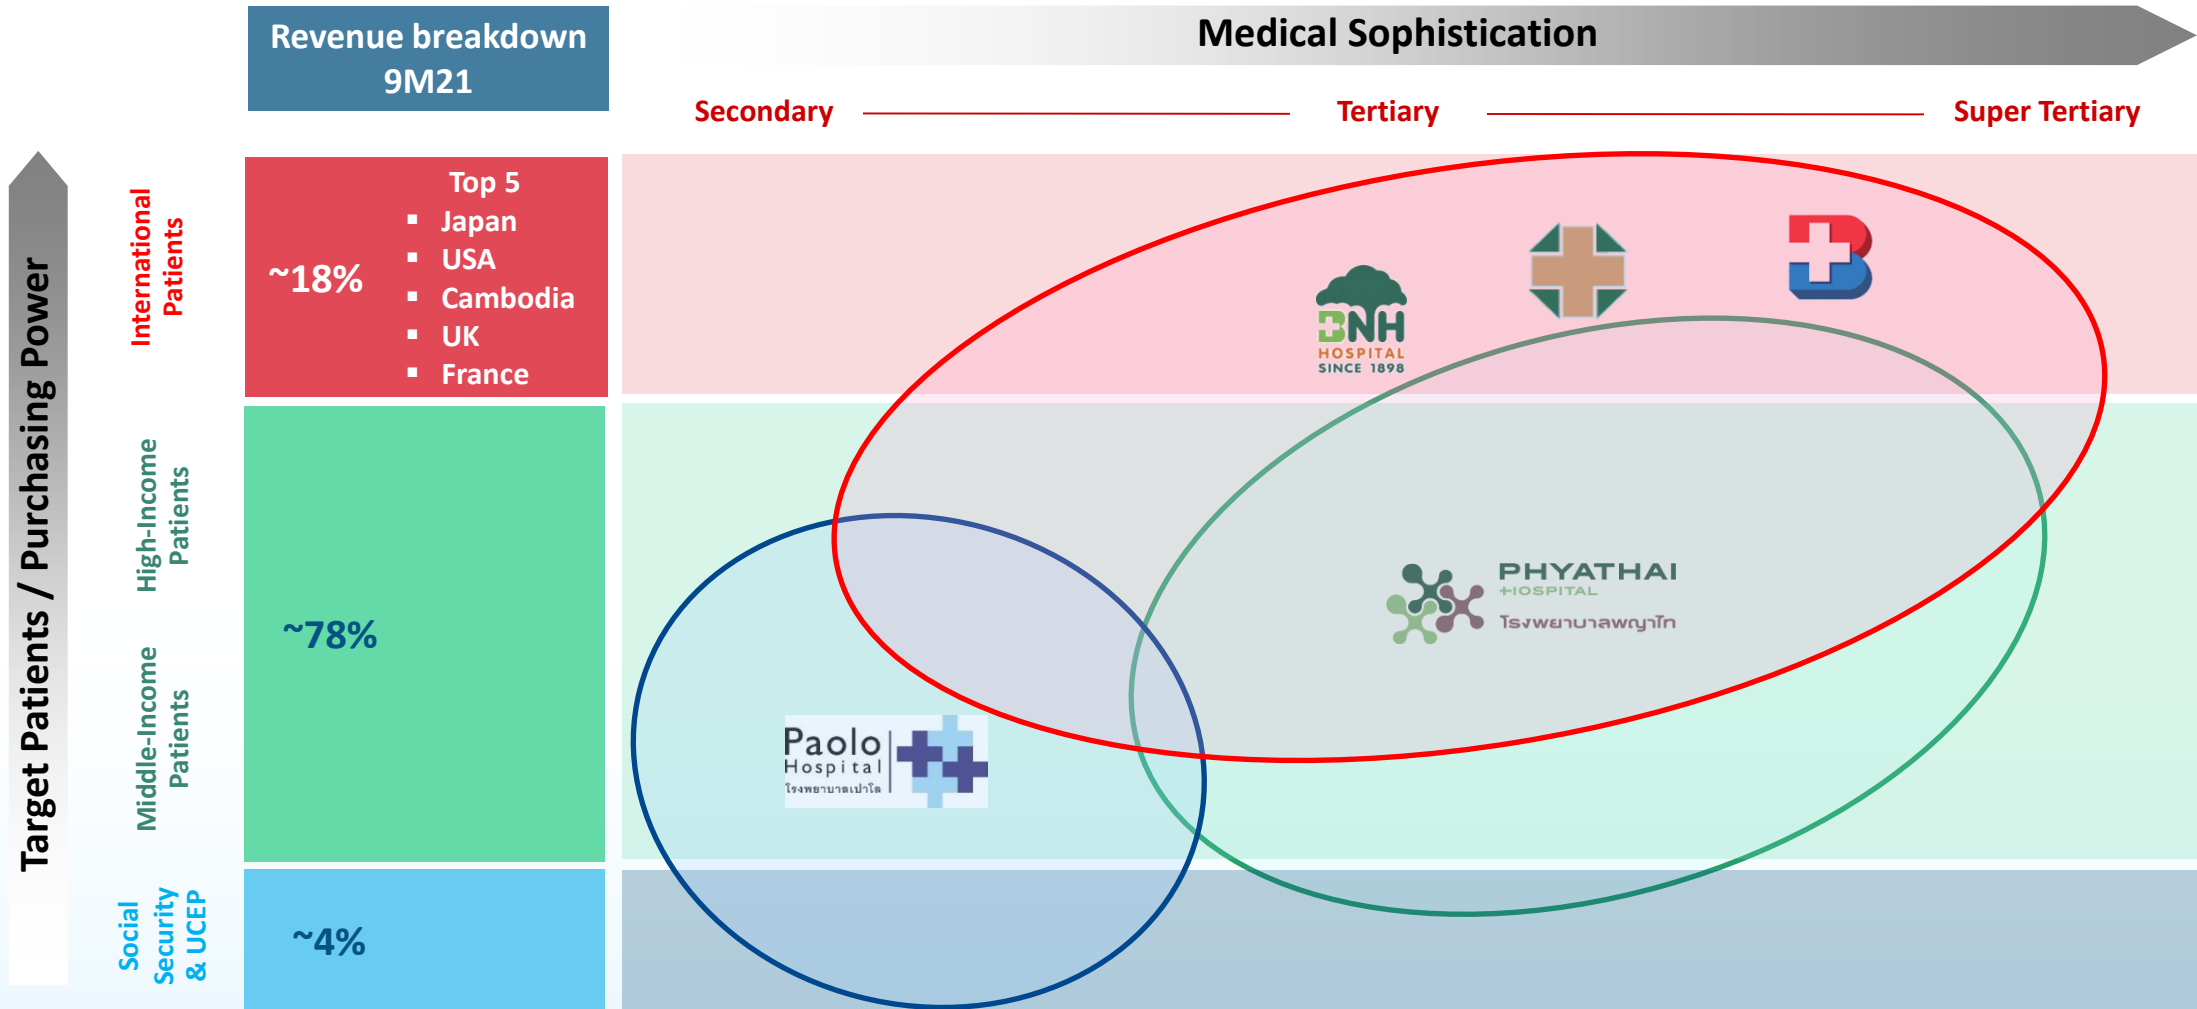 Revenue breakdown
9M21
Medical Sophistication
Secondary
Tertiary
Super Tertiary
Target Patients / Purchasing Power
International
Patients
~18%
Top 5
▪ Japan
▪ USA
▪ Cambodia
▪ UK
▪ France
BNH
HOSPITAL
SINCE 1898
B
High-Income
Patients
Middle-Income
Patients
~78%
PHYATHAI
HOSPITAL
โรงพยาบาลพญาไท
Paolo
Hospital
โรงพยาบาลเปาโล
Social
Security
& UCEP
~4%